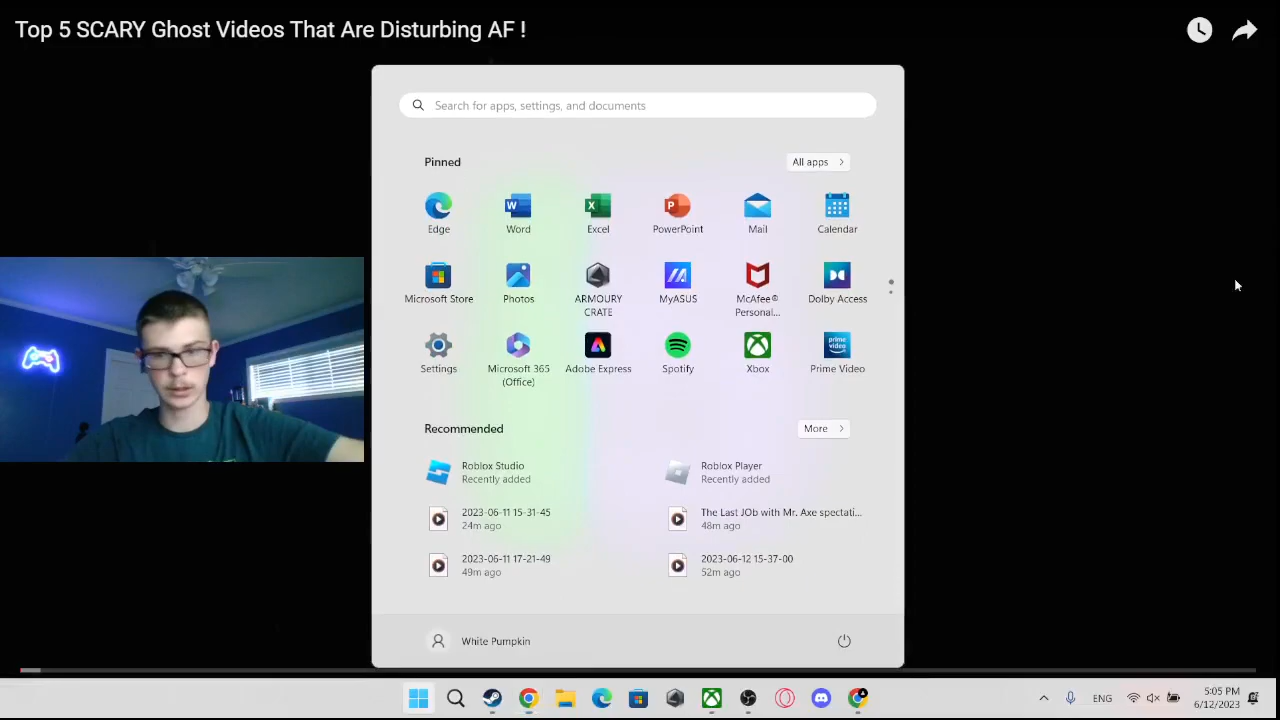 Top 5 SCARY Ghost Videos That Are Disturbing AF !
Search for apps, settings, and documents
Pinned
All apps
Edge
Word
Excel
PowerPoint
Mail
Calendar
Microsoft Store
Photos
ARMOURY
CRATE
MyASUS
McAfee®
Personal...
Dolby Access
Settings
Microsoft 365
(Office)
Adobe Express
Spotify
Xbox
prime
video
Prime Video
Recommended
More
Roblox Studio
Recently added
Roblox Player
Recently added
2023-06-11 15-31-45
24m ago
The Last JOb with Mr. Axe spectati...
48m ago
2023-06-11 17-21-49
49m ago
2023-06-12 15-37-00
52m ago
White Pumpkin
ENG
5:05 PM
6/12/2023